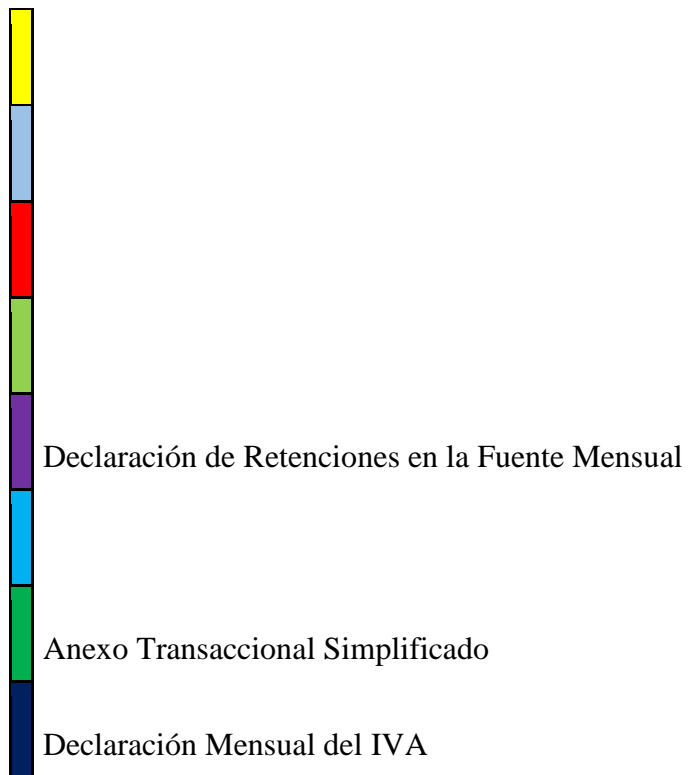 Declaración de Retenciones en la Fuente Mensual
Anexo Transaccional Simplificado
Declaración Mensual del IVA